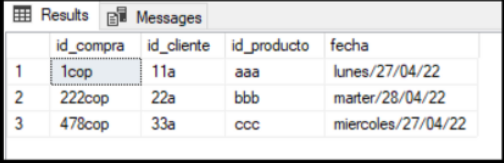 Results Messages
id_compra id_cliente id_producto fecha
1 1cop 11a aaa lunes/27/04/22
2 222cop 22a bbb marter/28/04/22
3 478cop 33a ccc miercoles/27/04/22